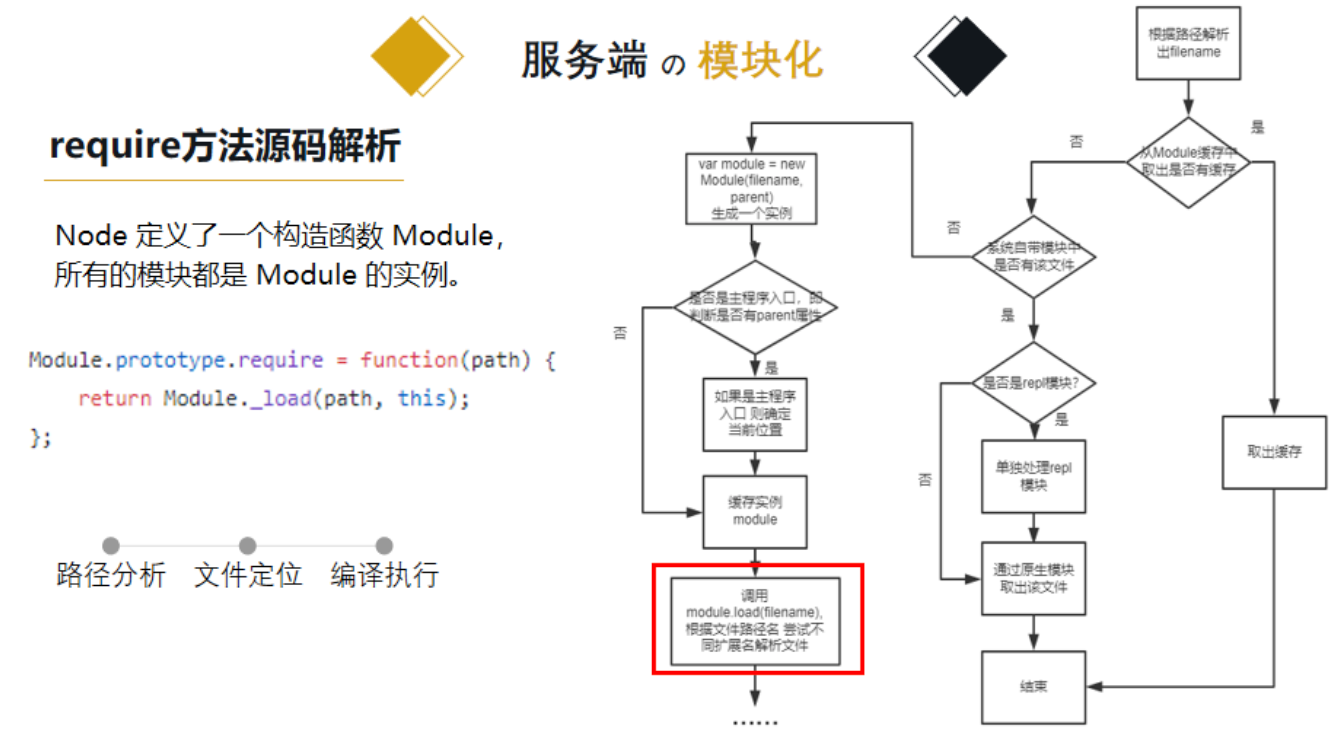 服务端 の 模块化
require方法源码解析
Node 定义了一个构造函数 Module，
所有的模块都是 Module 的实例。
Module.prototype.require = function(path) {
return Module._load(path, this);
};
路径分析
文件定位
编译执行
根据路径解析
出filename
从Module缓存中
取出是否有缓存
否
是
系统自带模块中
是否有该文件
否
是
是否是repl模块？
是
否
单独处理repl
模块
通过原生模块
取出该文件
取出缓存
结束
var module = new
Module(filename,
parent)
生成一个实例
是否是主程序入口，即
判断是否有parent属性
否
是
如果是主程序
入口 则确定
当前位置
缓存实例
module
调用
module.load(filename),
根据文件路径名 尝试不
同扩展名解析文件
……